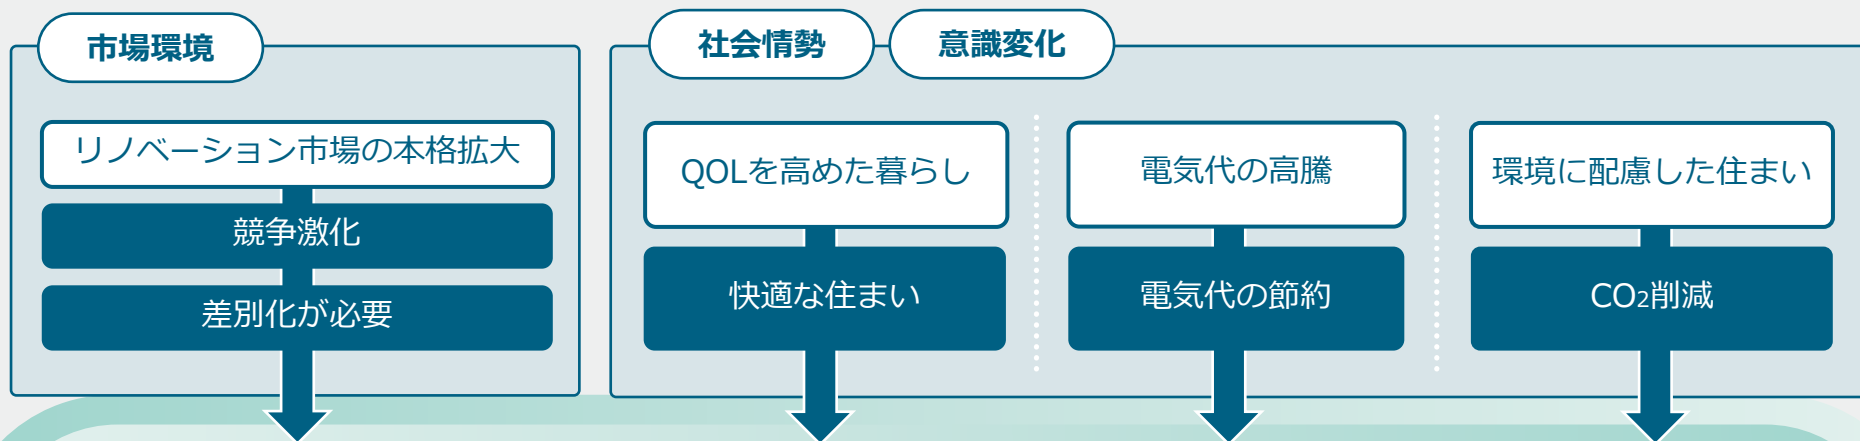 市場環境
リノベーション市場の本格拡大
競争激化
差別化が必要
社会情勢
意識変化
QOLを高めた暮らし
快適な住まい
電気代の高騰
電気代の節約
環境に配慮した住まい
CO2削減